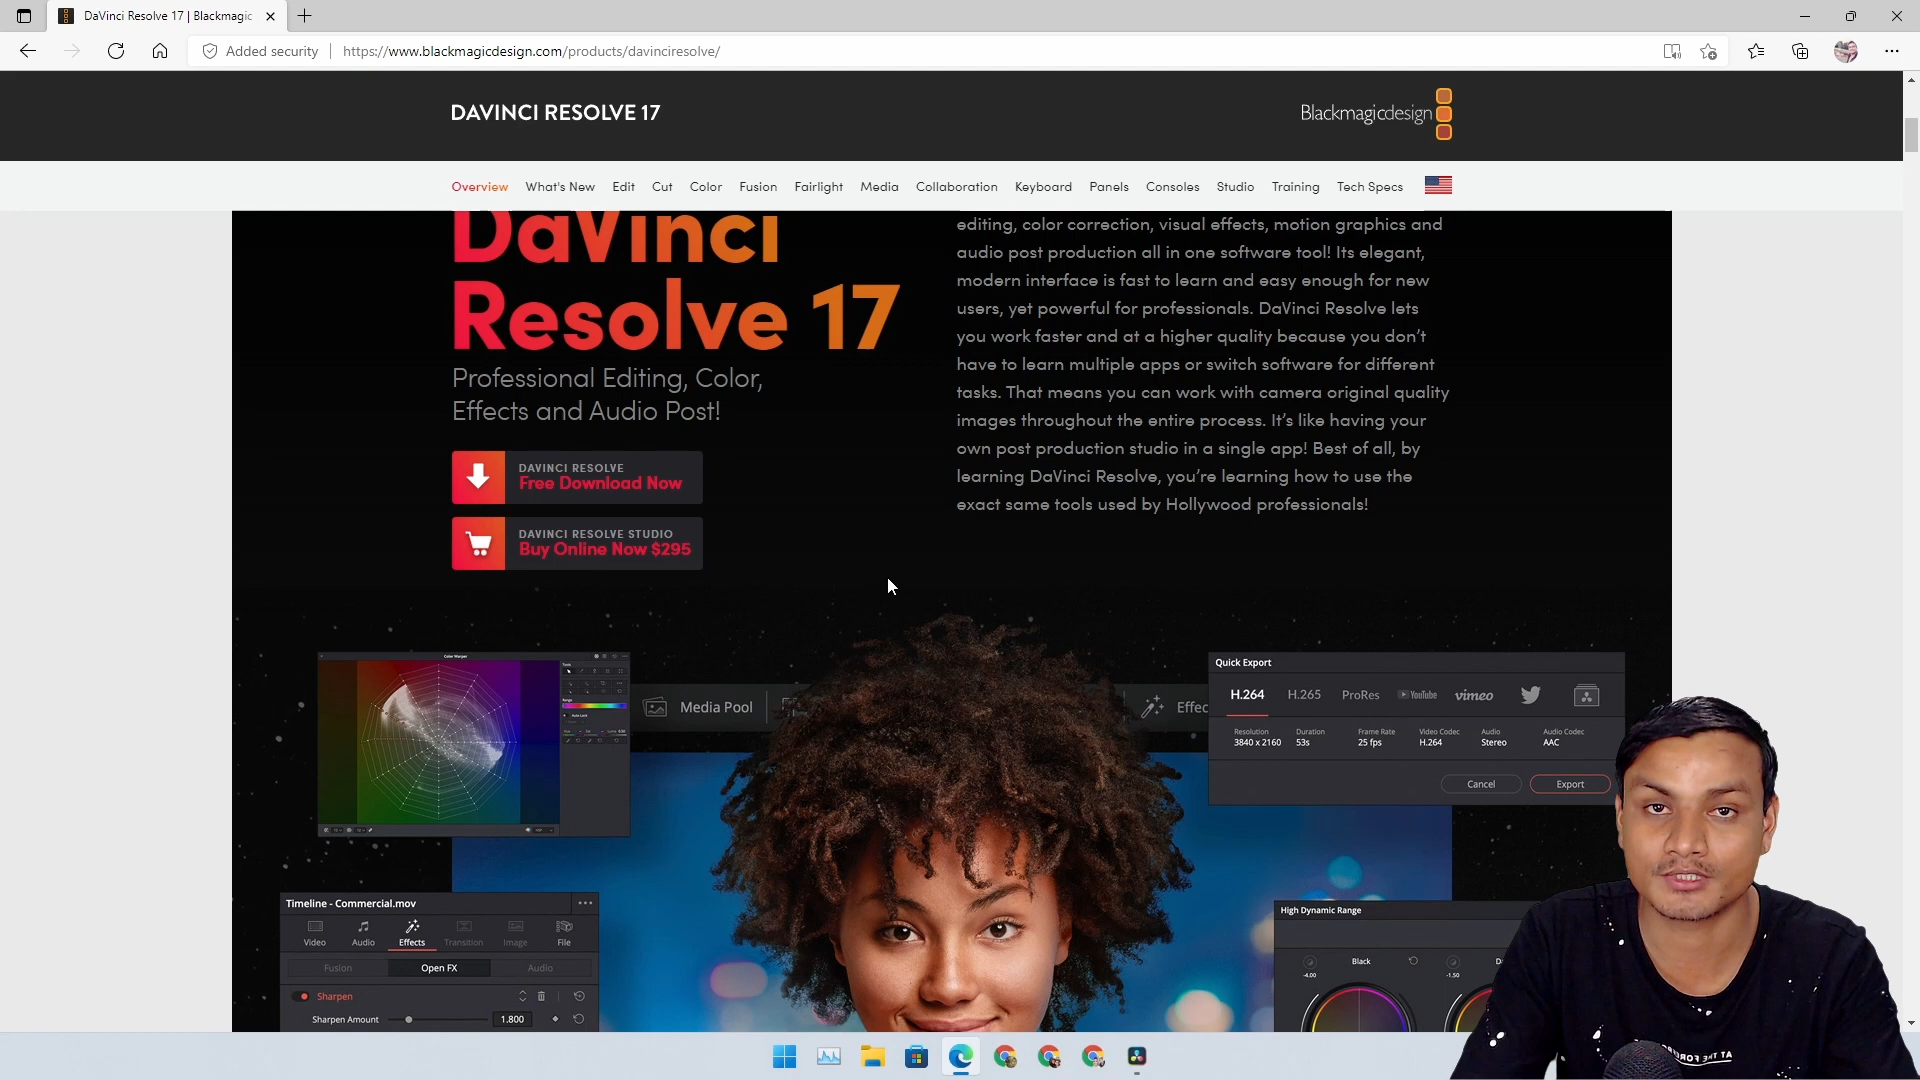 DaVinci Resolve 17 | Blackmagic
Added security
https://www.blackmagicdesign.com/products/davinciresolve/
DAVINCI RESOLVE 17
Blackmagicdesign
Overview
What's New
Edit
Cut
Color
Fusion
Fairlight
Media
Collaboration
Keyboard
Panels
Consoles
Studio
Training
Tech Specs
DaVinci
Resolve 17
Professional Editing, Color,
Effects and Audio Post!
DAVINCI RESOLVE
Free Download Now
DAVINCI RESOLVE STUDIO
Buy Online Now $295
editing, color correction, visual effects, motion graphics and
audio post production all in one software tool! Its elegant,
modern interface is fast to learn and easy enough for new
users, yet powerful for professionals. DaVinci Resolve lets
you work faster and at a higher quality because you don't
have to learn multiple apps or switch software for different
tasks. That means you can work with camera original quality
images throughout the entire process. It's like having your
own post production studio in a single app! Best of all, by
learning DaVinci Resolve, you're learning how to use the
exact same tools used by Hollywood professionals!
Color Warper
Media Pool
Effec
Quick Export
H.264
H.265
ProRes
YouTube
vimeo
Resolution
Duration
Frame Rate
Video Codec
Audio
Audio Codec
3840 x 2160
53s
25 fps
H.264
Stereo
AAC
Cancel
Export
Timeline - Commercial.mov
Video
Audio
Effects
Transition
Image
File
Fusion
Open FX
Audio
Sharpen
Sharpen Amount
1.800
High Dynamic Range
Black
-4.00
-1.50